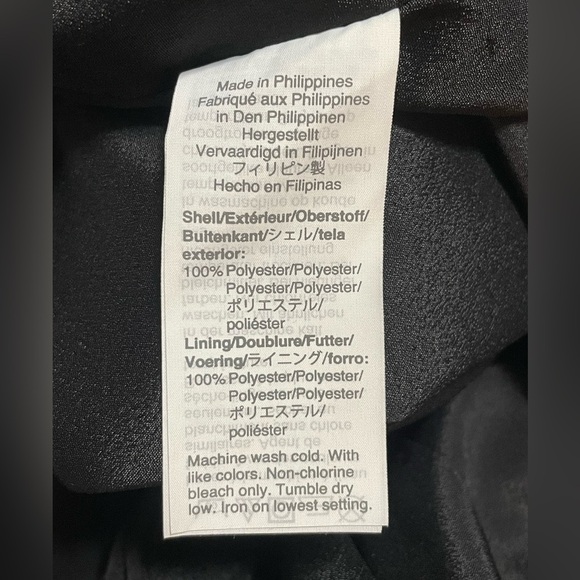 Made in Philippines
Fabriqué aux Philippines
in Den Philippinen
Hergestellt
Vervaardigd in Filipijnen
フィリピン製
Hecho en Filipinas
Shell/Extérieur/Oberstoff/
Buitenkant/シェル/tela
exterior:
100% Polyester/Polyester/
Polyester/Polyester/
ポリエステル/
poliéster
Lining/Doublure/Futter/
Voering/ライニング/forro:
100% Polyester/Polyester/
Polyester/Polyester/
ポリエステル/
poliéster
Machine wash cold. With
like colors. Non-chlorine
bleach only. Tumble dry
low. Iron on lowest setting.